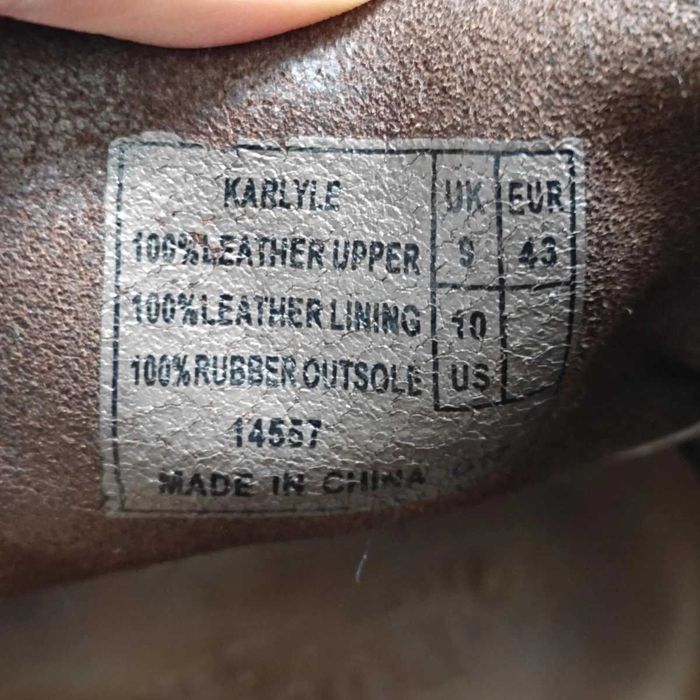 KARLYLE
100% LEATHER UPPER
100% LEATHER LINING
100% RUBBER OUTSOLE
14557
MADE IN CHINA
UK EUR
9 43
10
US